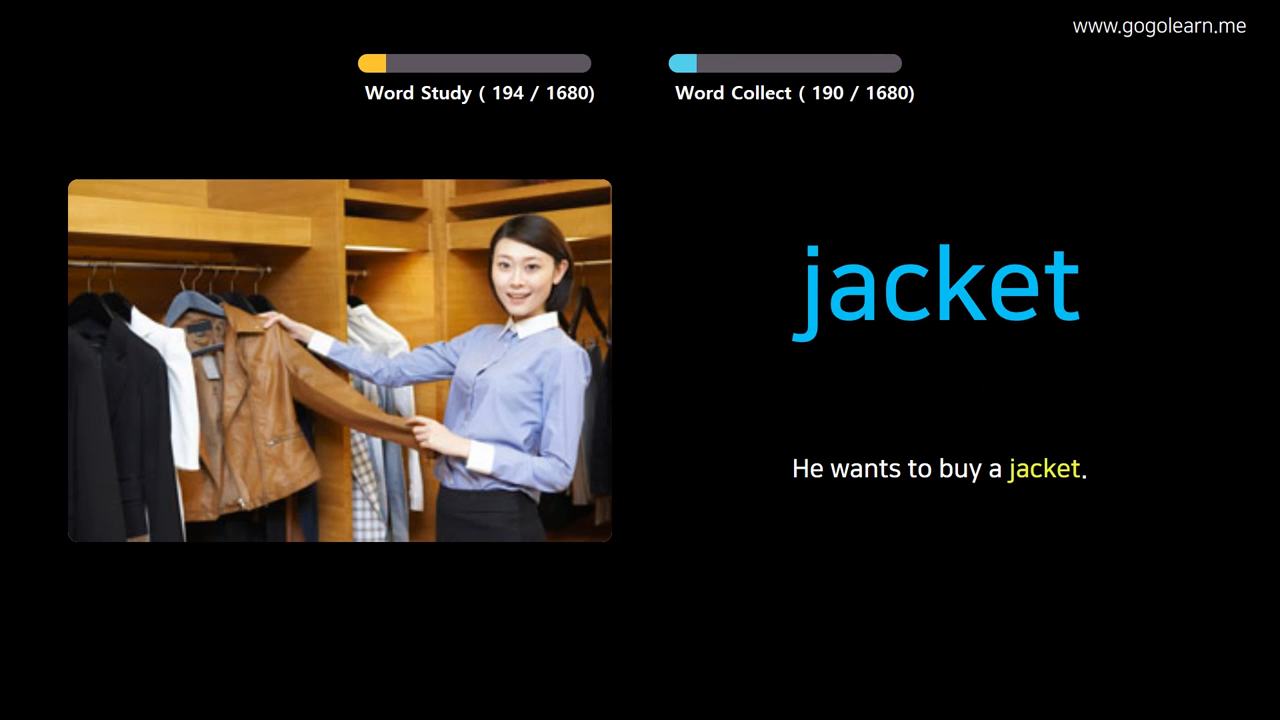 www.gogolearn.me
Word Study ( 194 / 1680)
Word Collect ( 190 / 1680)
jacket
He wants to buy a jacket.